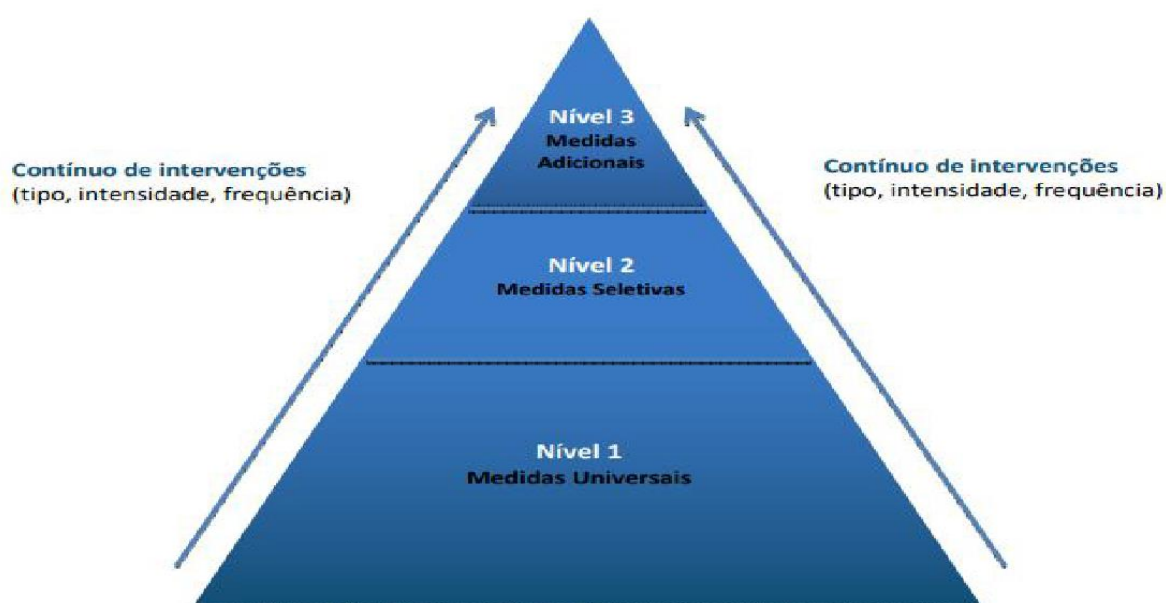 Nível 3
Medidas
Adicionais
Contínuo de intervenções
(tipo, intensidade, frequência)
Contínuo de intervenções
(tipo, intensidade, frequência)
Nível 2
Medidas Seletivas
Nível 1
Medidas Universais